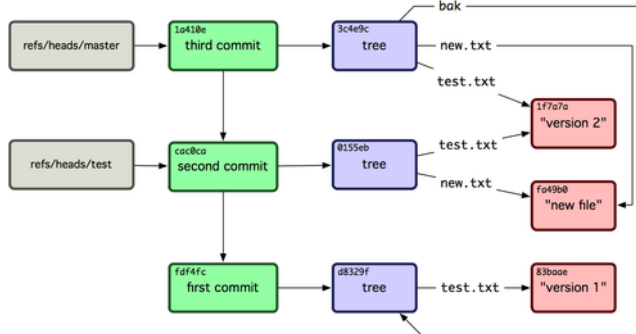 bak
1a410e
3c4e9c
refs/heads/master
third commit
tree
new.txt
test.txt
1f7a7a
"version 2"
cac0ca
0155eb
test.txt
refs/heads/test
second commit
tree
new.txt
fa49b0
"new file"
fdf4fc
d8329f
83baae
first commit
tree
test.txt
"version 1"